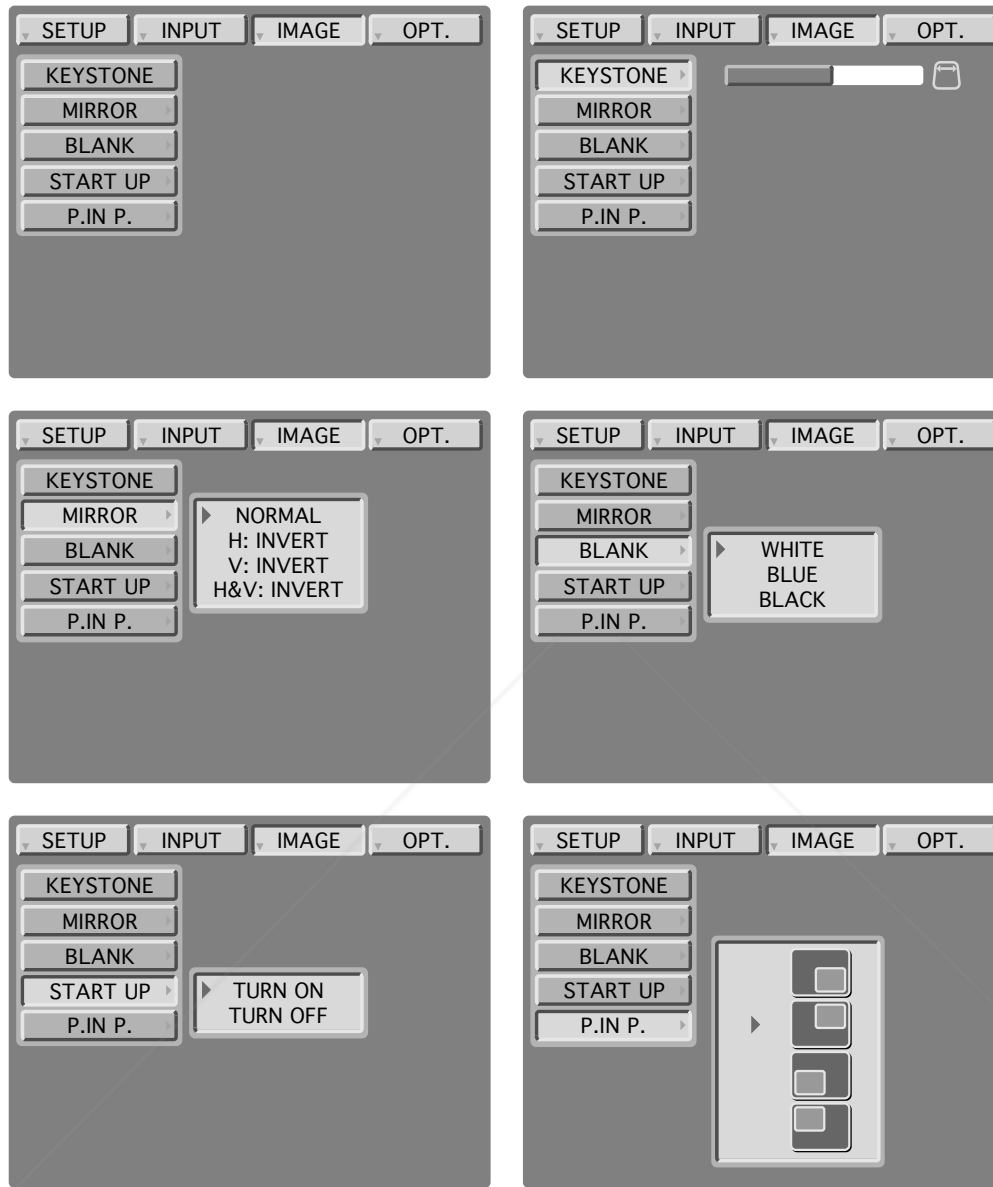 SETUP INPUT IMAGE OPT.
KEYSTONE
MIRROR
BLANK
START UP
P.IN P.
SETUP INPUT IMAGE OPT.
KEYSTONE
MIRROR
BLANK
START UP
P.IN P.
SETUP INPUT IMAGE OPT.
KEYSTONE
MIRROR
BLANK
START UP
P.IN P.
NORMAL
H: INVERT
V: INVERT
H&V: INVERT
SETUP INPUT IMAGE OPT.
KEYSTONE
MIRROR
BLANK
START UP
P.IN P.
WHITE
BLUE
BLACK
SETUP INPUT IMAGE OPT.
KEYSTONE
MIRROR
BLANK
START UP
P.IN P.
TURN ON
TURN OFF
SETUP INPUT IMAGE OPT.
KEYSTONE
MIRROR
BLANK
START UP
P.IN P.